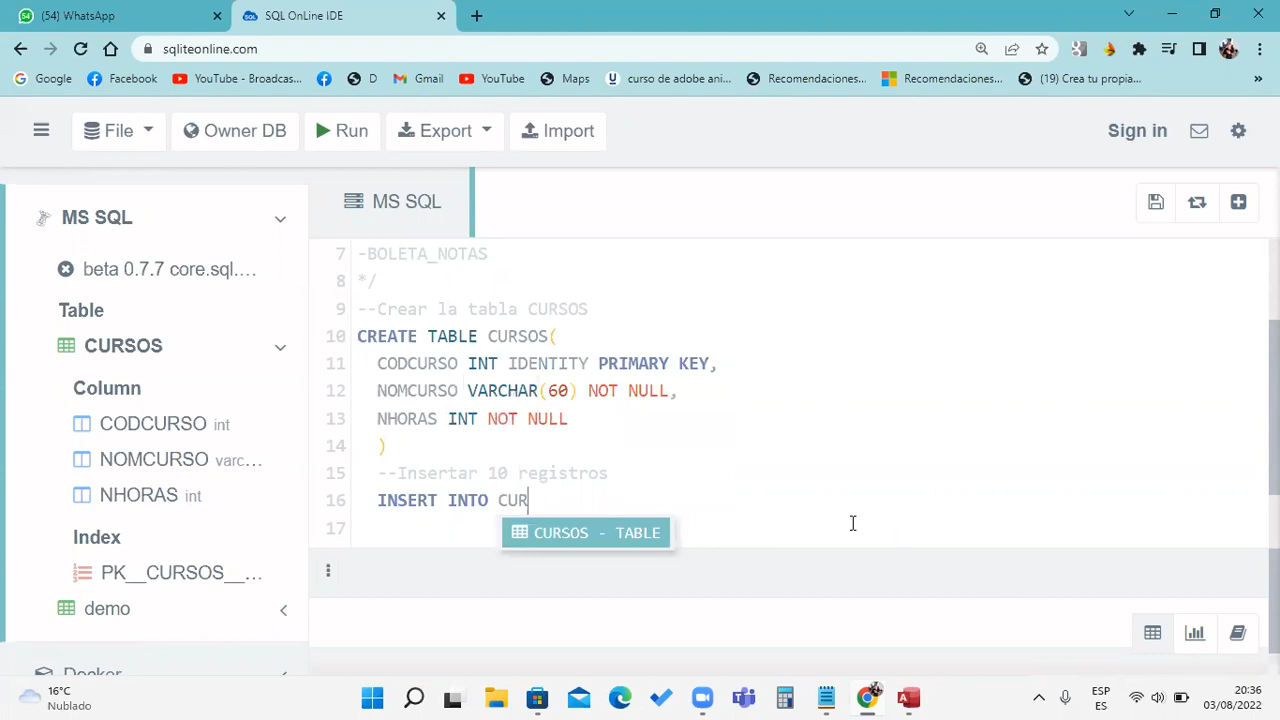 (54) WhatsApp
SQL OnLine IDE
sqliteonline.com
Google
Facebook
YouTube - Broadcas...
D
Gmail
YouTube
Maps
curso de adobe ani...
Recomendaciones...
Recomendaciones...
(19) Crea tu propia...
»
File
Owner DB
Run
Export
Import
Sign in
MS SQL
beta 0.7.7 core.sql....
Table
CURSOS
Column
CODCURSO int
NOMCURSO varc...
NHORAS int
Index
PK__CURSOS__...
demo
Docker
MS SQL
7 -BOLETA_NOTAS
8 */
9 --Crear la tabla CURSOS
10 CREATE TABLE CURSOS(
11 CODCURSO INT IDENTITY PRIMARY KEY,
12 NOMCURSO VARCHAR(60) NOT NULL,
13 NHORAS INT NOT NULL
14 )
15 --Insertar 10 registros
16 INSERT INTO CUR
17
CURSOS - TABLE
16°C
Nublado
ESP
ES
20:36
03/08/2022